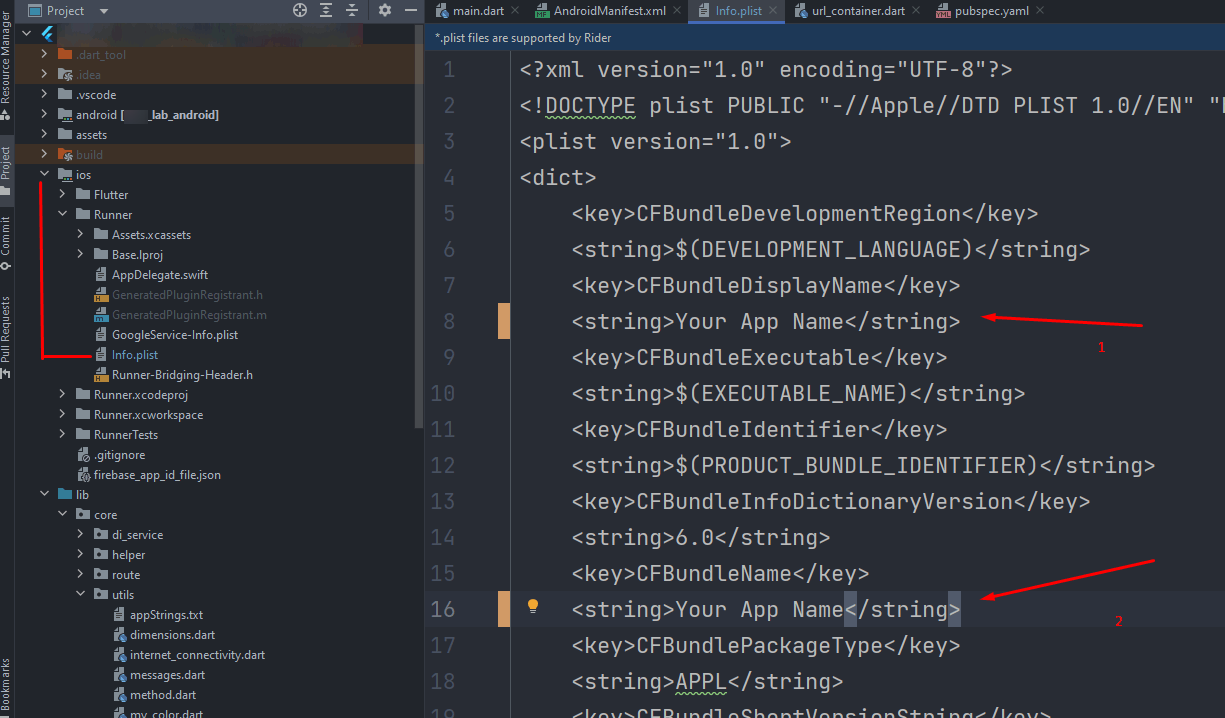 Project
main.dart
AndroidManifest.xml
Info.plist
url_container.dart
pubspec.yaml
*.plist files are supported by Rider
Resource Manager
Project
Commit
Pull Requests
Bookmarks
.dart_tool
.idea
.vscode
android [ _lab_android]
assets
build
ios
Flutter
Runner
Assets.xcassets
Base.lproj
AppDelegate.swift
GeneratedPluginRegistrant.h
GeneratedPluginRegistrant.m
GoogleService-Info.plist
Info.plist
Runner-Bridging-Header.h
Runner.xcodeproj
Runner.xcworkspace
RunnerTests
.gitignore
firebase_app_id_file.json
lib
core
di_service
helper
route
utils
appStrings.txt
dimensions.dart
internet_connectivity.dart
messages.dart
method.dart
my_color.dart
1 <?xml version="1.0" encoding="UTF-8"?>
2 <!DOCTYPE plist PUBLIC "-//Apple//DTD PLIST 1.0//EN"
3 <plist version="1.0">
4 <dict>
5 <key>CFBundleDevelopmentRegion</key>
6 <string>$(DEVELOPMENT_LANGUAGE)</string>
7 <key>CFBundleDisplayName</key>
8 <string>Your App Name</string>
1
9 <key>CFBundleExecutable</key>
10 <string>$(EXECUTABLE_NAME)</string>
11 <key>CFBundleIdentifier</key>
12 <string>$(PRODUCT_BUNDLE_IDENTIFIER)</string>
13 <key>CFBundleInfoDictionaryVersion</key>
14 <string>6.0</string>
15 <key>CFBundleName</key>
16 <string>Your App Name</string>
2
17 <key>CFBundlePackageType</key>
18 <string>APPL</string>
19 <key>CFBundleShortVersionString</key>